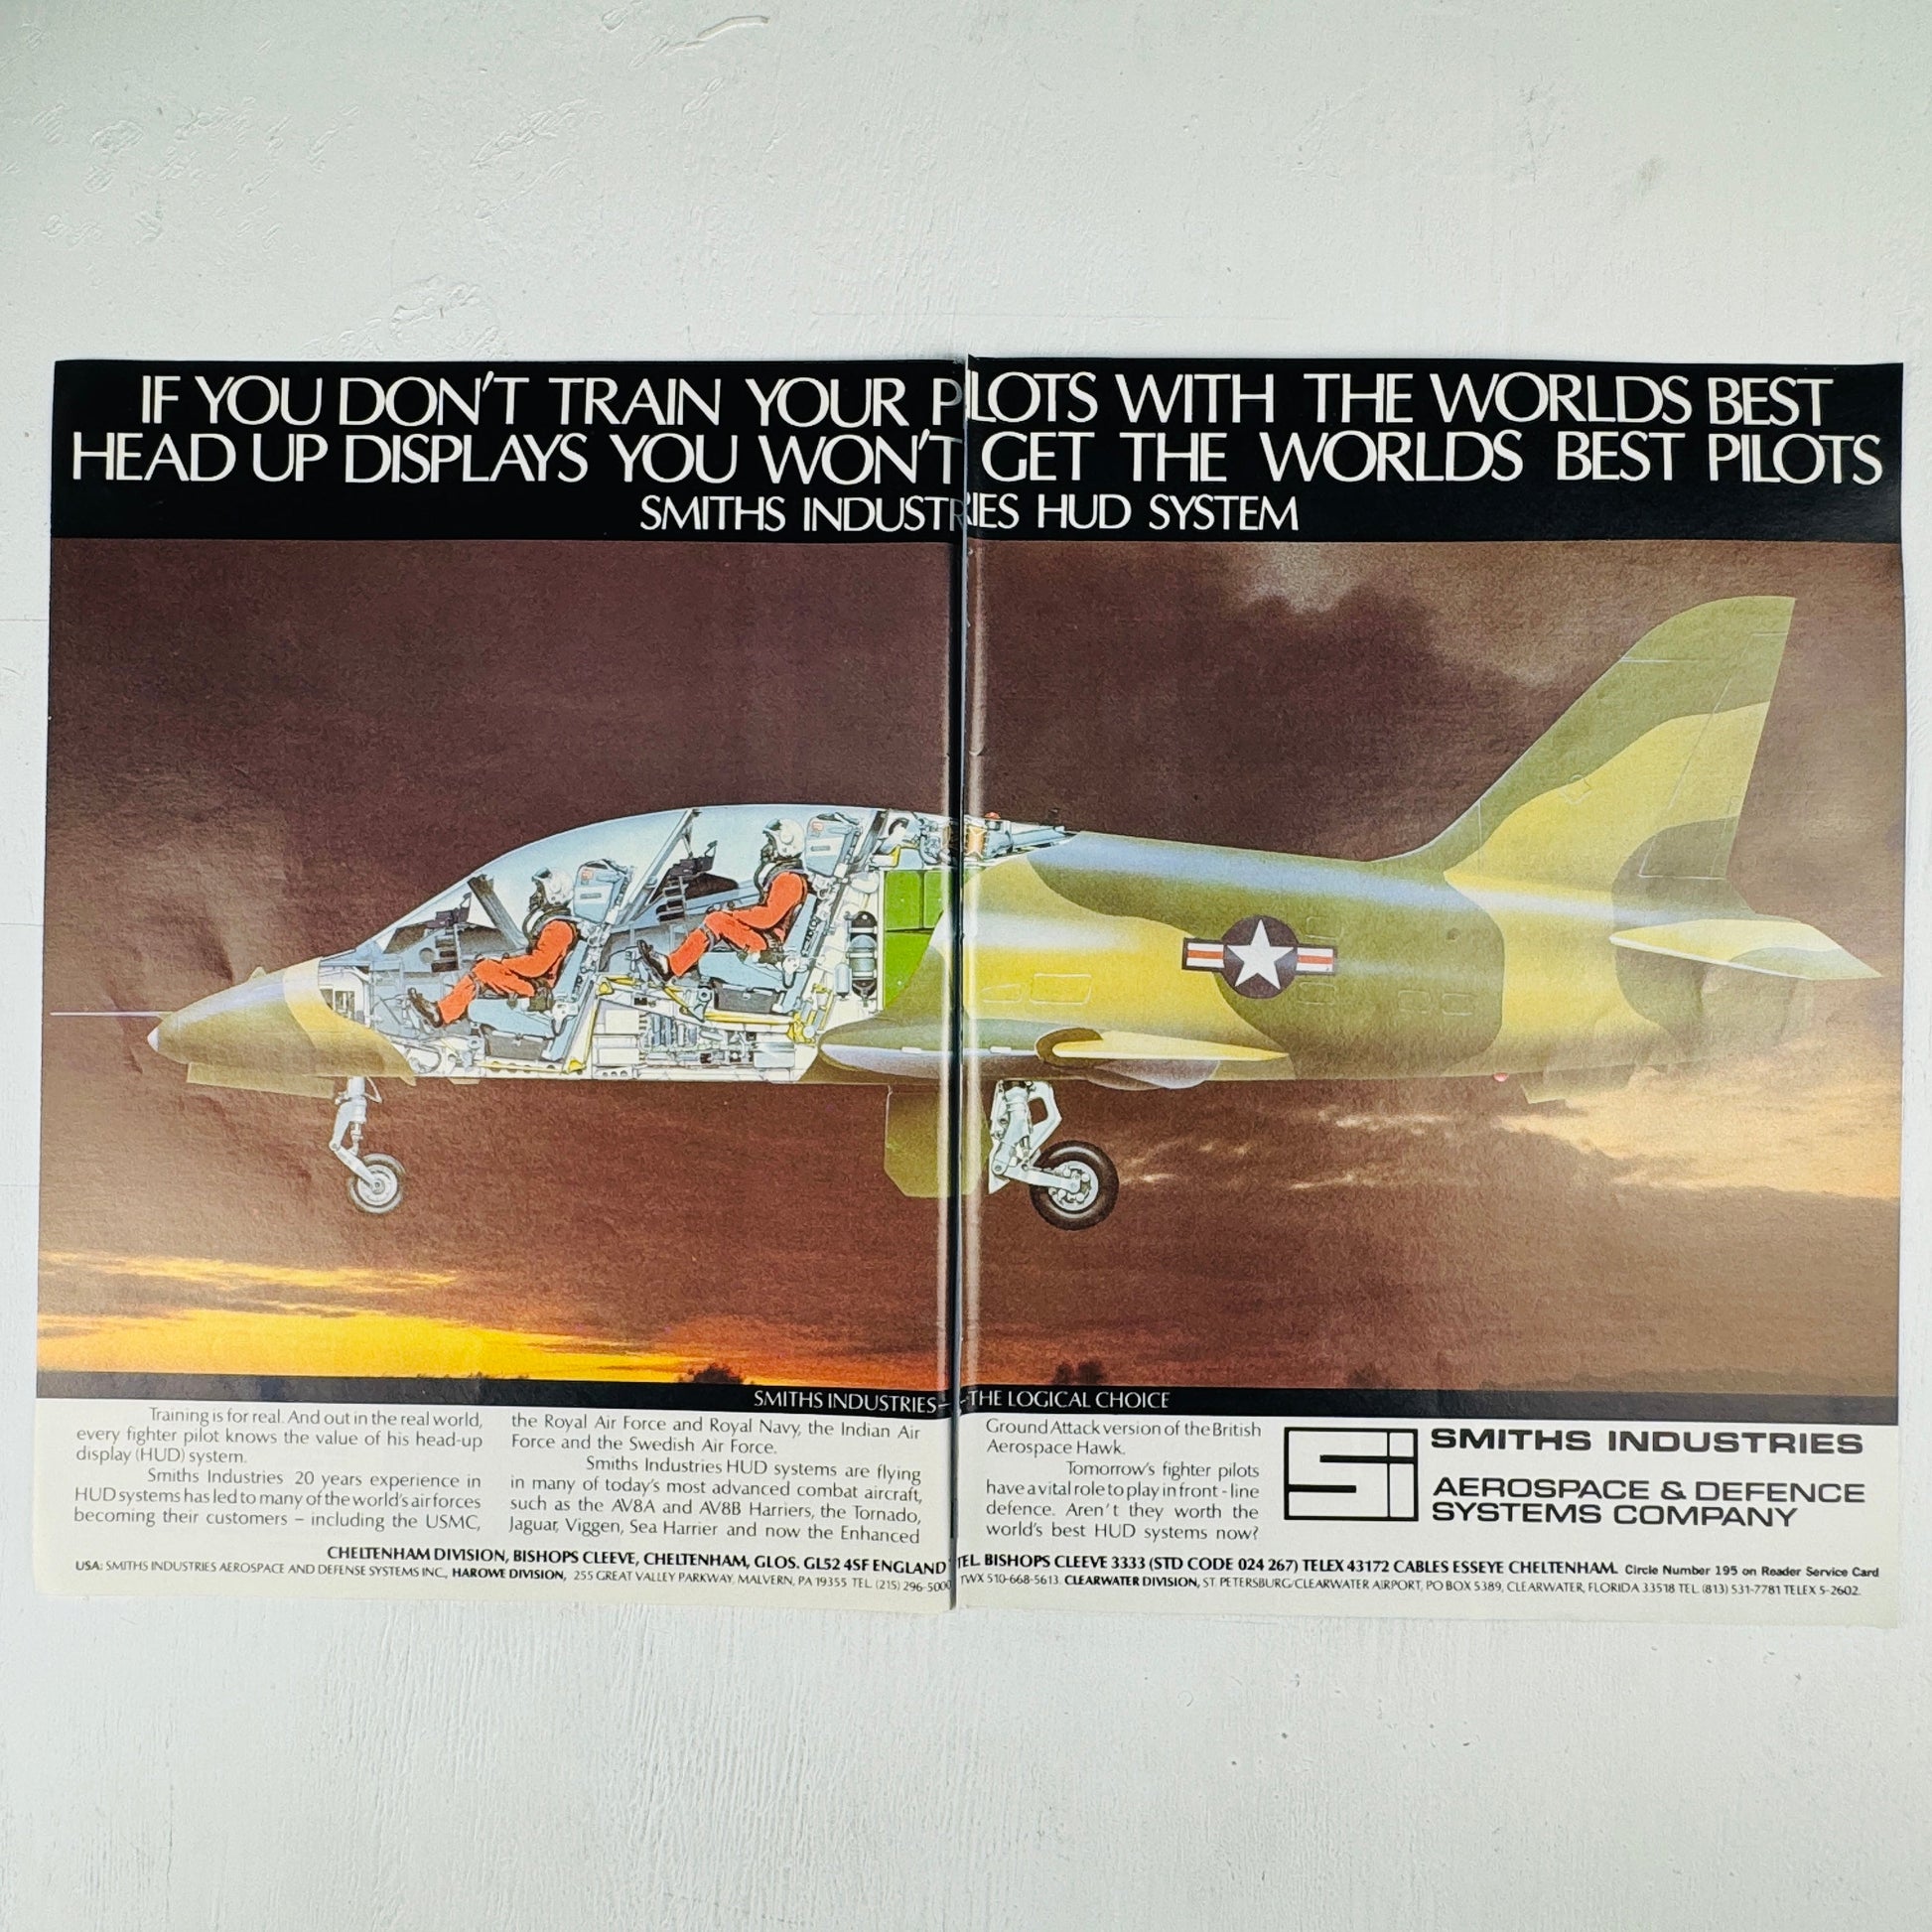 IF YOU DON'T TRAIN YOUR PILOTS WITH THE WORLDS BEST
HEAD UP DISPLAYS YOU WON'T GET THE WORLDS BEST PILOTS
SMITHS INDUSTRIES HUD SYSTEM
SMITHS INDUSTRIES–THE LOGICAL CHOICE
Training is for real. And out in the real world,
every fighter pilot knows the value of his head-up
display (HUD) system.
Smiths Industries 20 years experience in
HUD systems has led to many of the world's air forces
becoming their customers – including the USMC,
the Royal Air Force and Royal Navy, the Indian Air
Force and the Swedish Air Force.
Smiths Industries HUD systems are flying
in many of today's most advanced combat aircraft,
such as the AV8A and AV8B Harriers, the Tornado,
Jaguar, Viggen, Sea Harrier and now the Enhanced
Ground Attack version of the British
Aerospace Hawk.
Tomorrow's fighter pilots
have a vital role to play in front-line
defence. Aren't they worth the
world's best HUD systems now?
Si
SMITHS INDUSTRIES
AEROSPACE & DEFENCE
SYSTEMS COMPANY
CHELTENHAM DIVISION, BISHOPS CLEEVE, CHELTENHAM, GLOS. GL52 4SF ENGLAND TEL. BISHOPS CLEEVE 3333 (STD CODE 024 267) TELEX 43172 CABLES ESSEYE CHELTENHAM. Circle Number 195 on Reader Service Card
USA: SMITHS INDUSTRIES AEROSPACE AND DEFENSE SYSTEMS INC., HAROWE DIVISION, 255 GREAT VALLEY PARKWAY, MALVERN, PA 19355 TEL. (215) 296-5000 TWX 510-668-5613. CLEARWATER DIVISION, ST. PETERSBURG/CLEARWATER AIRPORT, PO BOX 5389, CLEARWATER, FLORIDA 33518 TEL. (813) 531-7781 TELEX 5-2602.